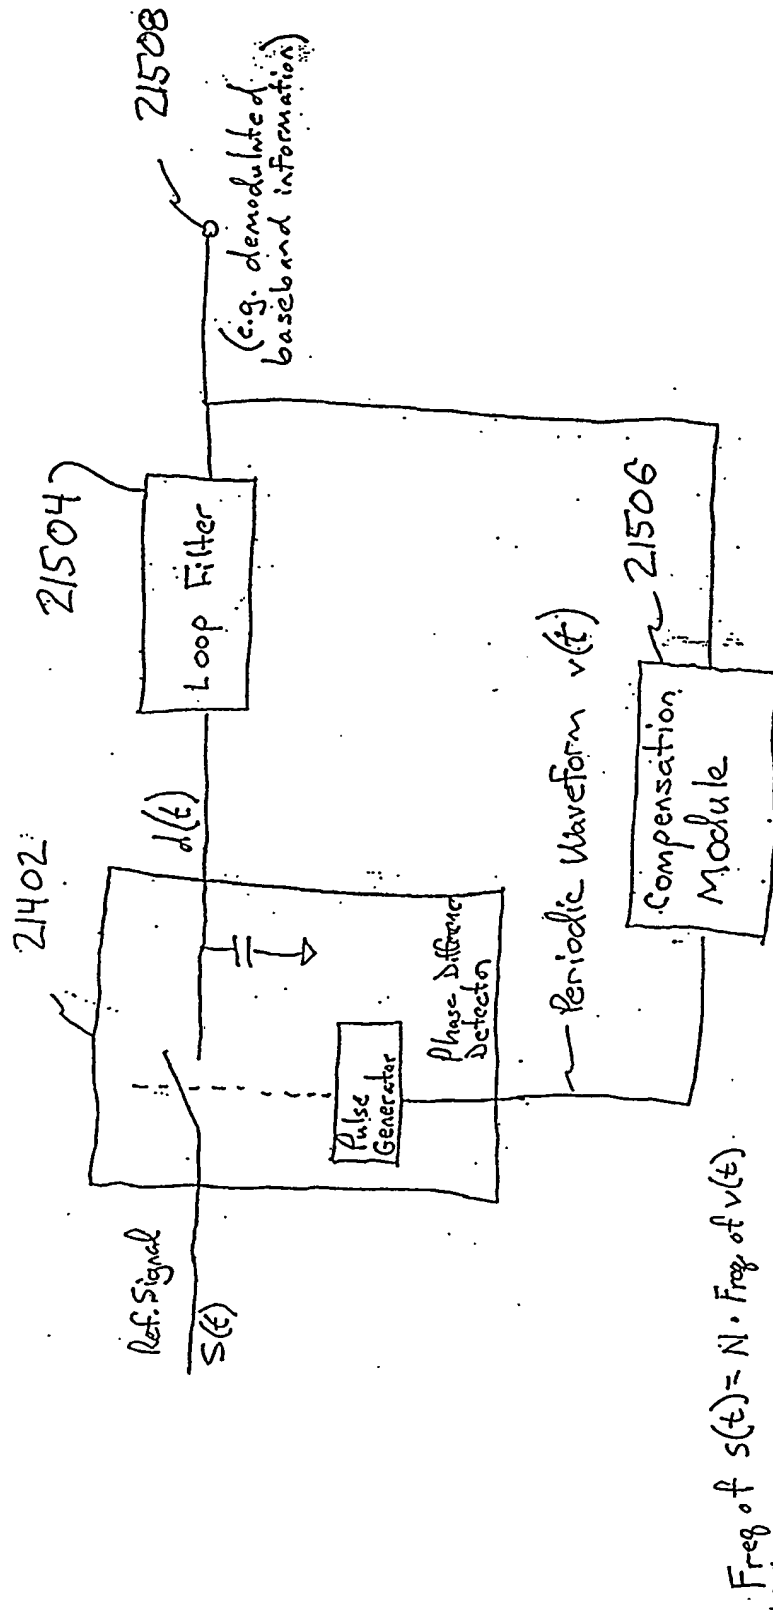 21402
21504
21508
Ref. Signal
S(t)
d(t)
Loop Filter
(e.g. demodulated
baseband information)
Pulse
Generator
Phase Difference
Detector
Periodic Waveform v(t)
21506
Compensation
Module
Freq of s(t) = N · Freq of v(t)